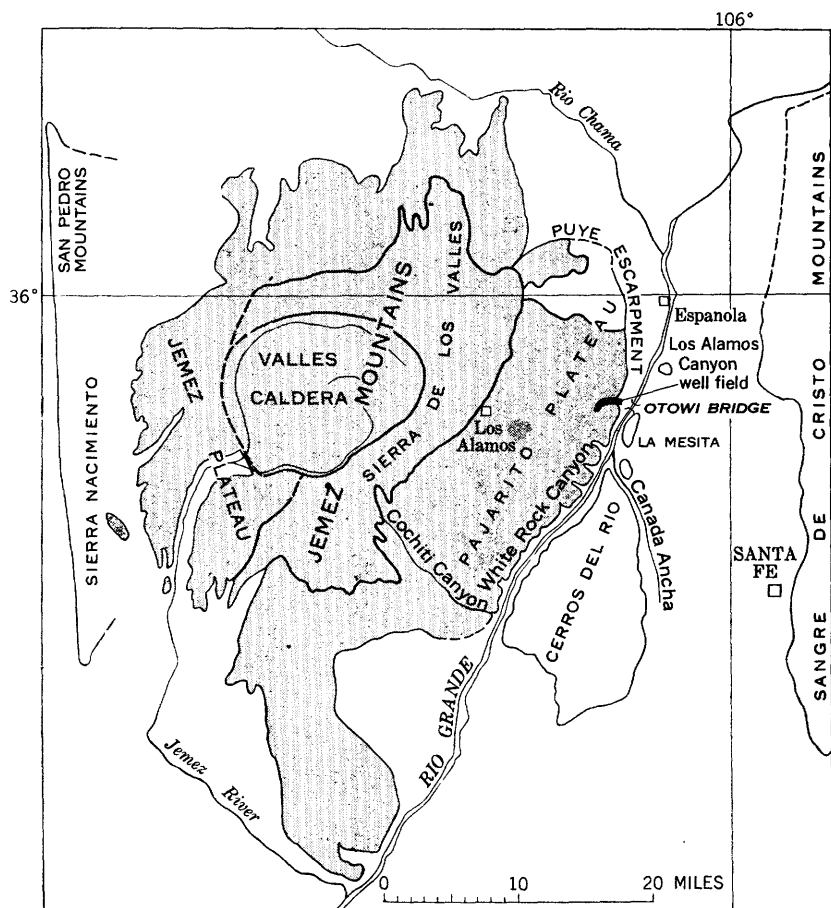 106°
Rio Chama
SAN PEDRO
MOUNTAINS
MOUNTAINS
PUYE
ESCARPMENT
VALLES
MOUNTAINS
36°
Espanola
JEMEZ
PLATEAU
VALLES
CALDERA
LOS
DE
SIERRA
PAJARITO PLATEAU
Los Alamos
Canyon
well field
OTOWI BRIDGE
Los
Alamos
LA MESITA
CRISTO
SIERRA NACIMIENTO
JEMEZ
Cochiti Canyon
White Rock Canyon
Canada Ancha
CERROS DEL RIO
SANTA
FE
DE
SANGRE
RIO GRANDE
Jemez
River
0 10 20 MILES